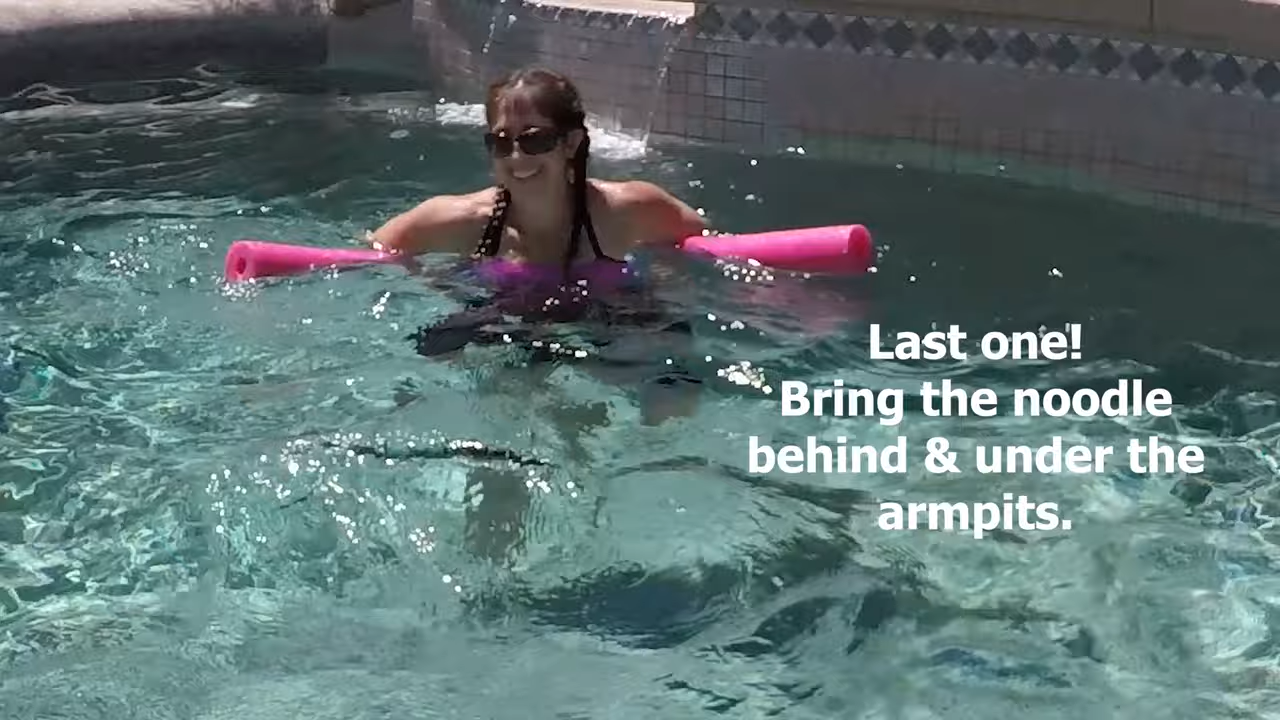 Last one!
Bring the noodle
behind & under the
armpits.